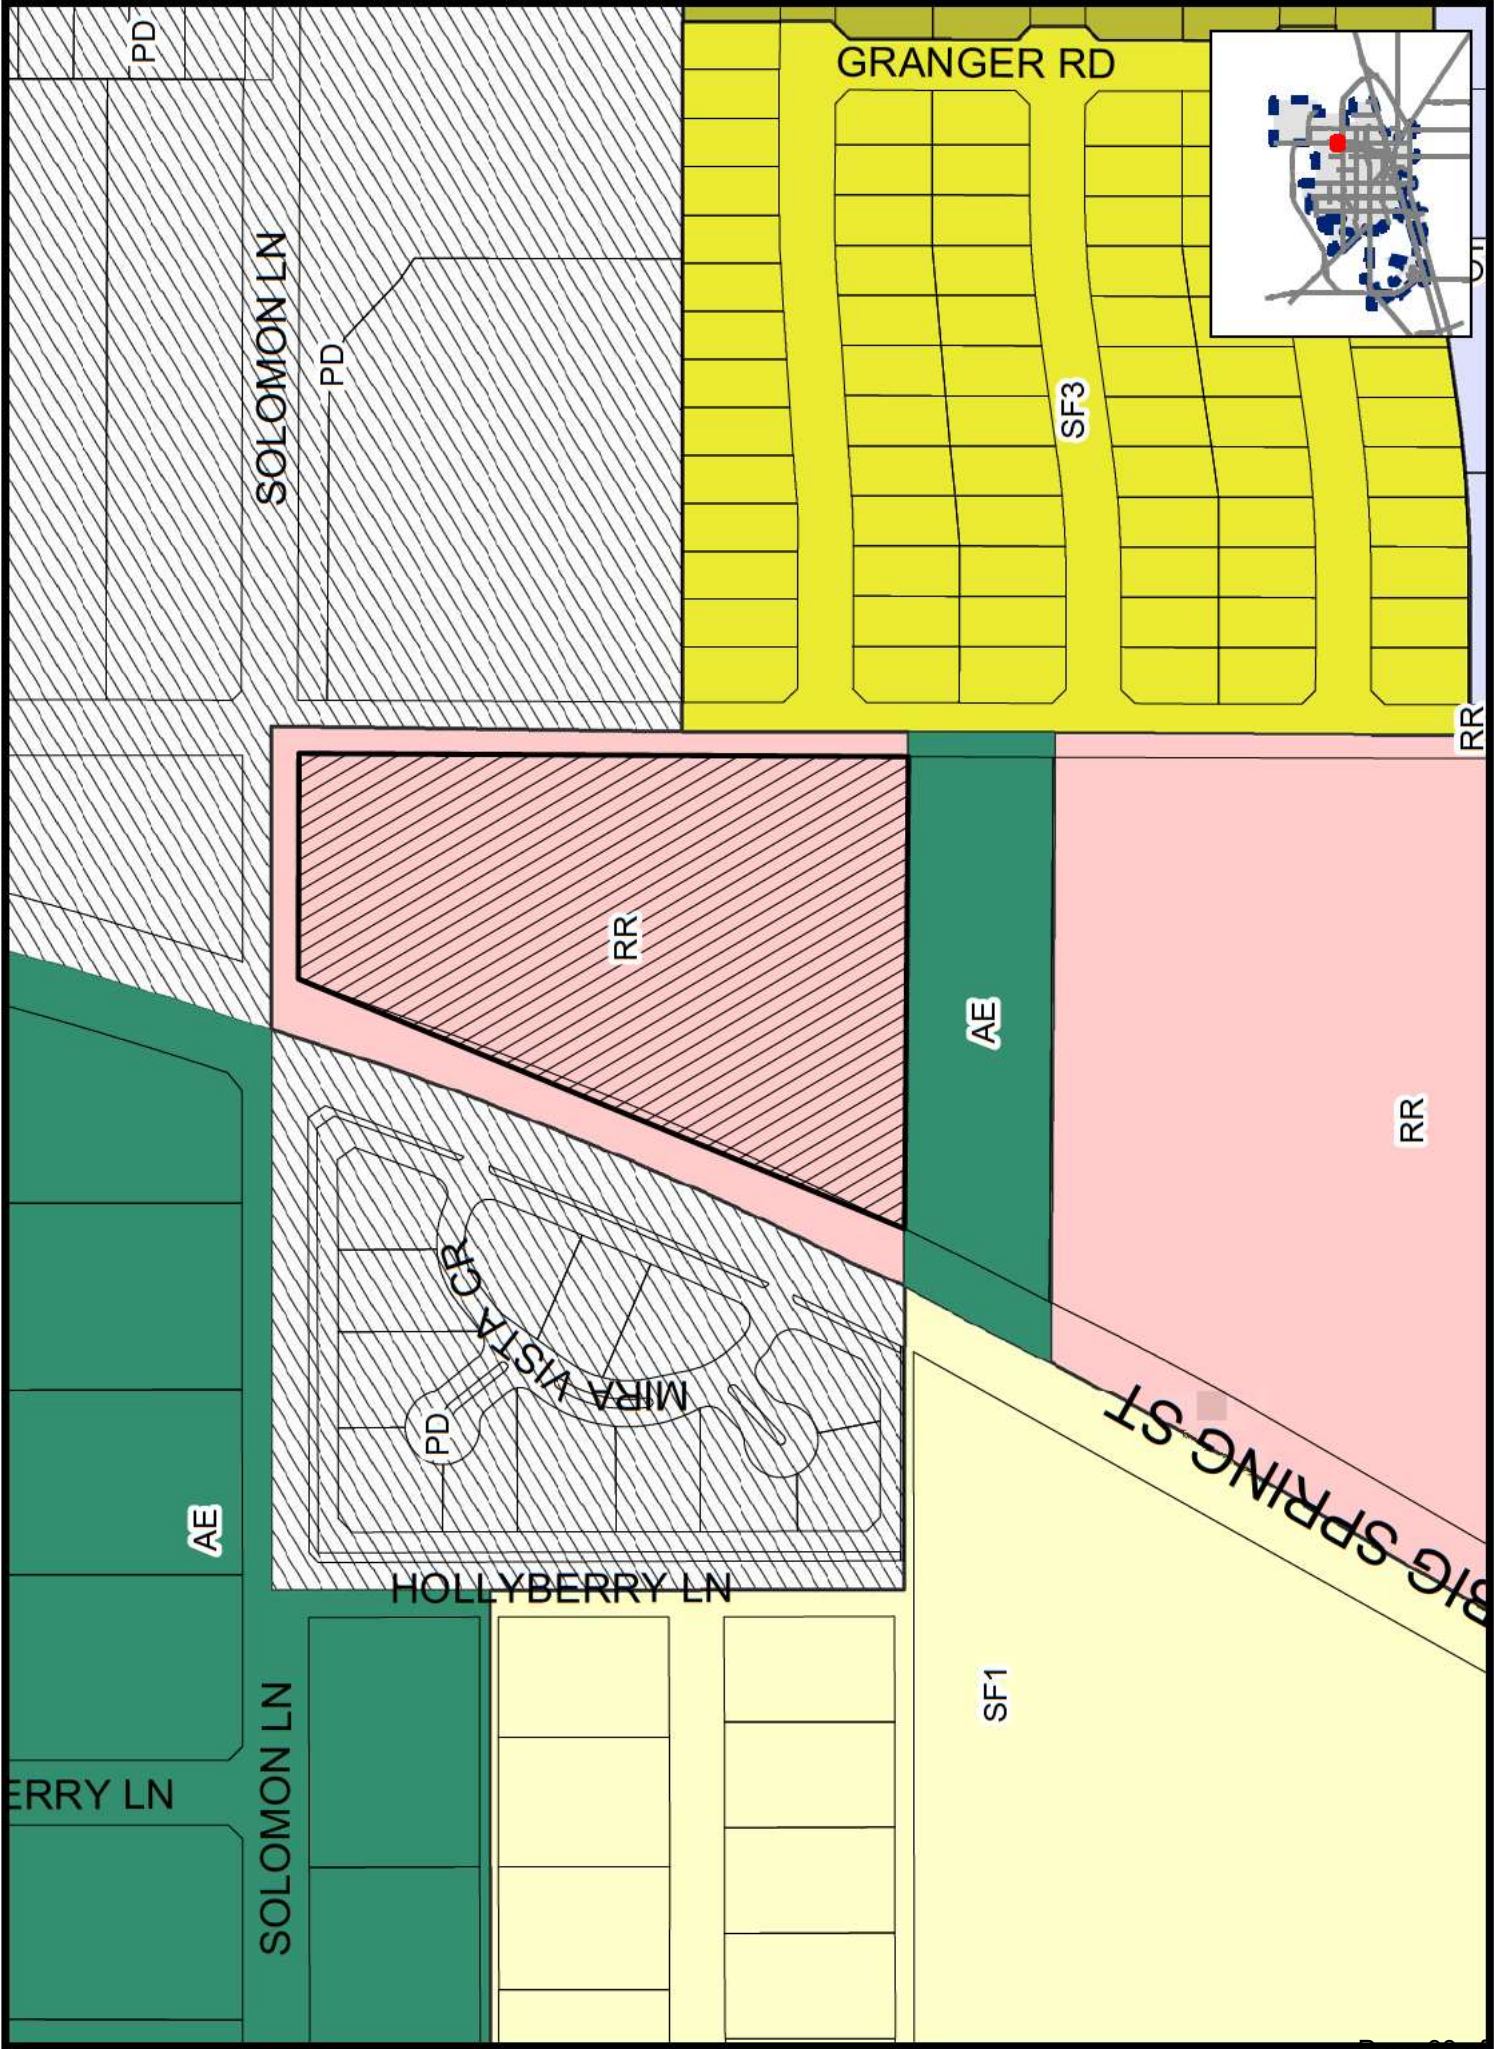 PD
GRANGER RD
SOLOMON LN
PD
SF3
RR
RR
AE
RR
MIRA VISTA CR
PD
BIG SPRING ST
AE
HOLLYBERRY LN
SF1
SOLOMON LN
ERRY LN